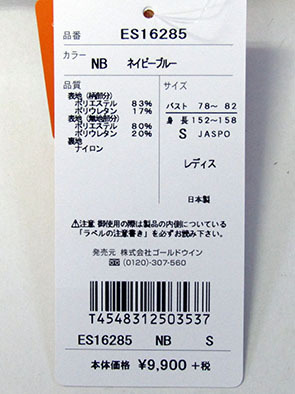 品番 ES16285
カラー NB ネイビーブルー
品質
表地 (柄部分)
ポリエステル 83%
ポリウレタン 17%
表地 (無地部分)
ポリエステル 80%
ポリウレタン 20%
裏地
ナイロン
サイズ
バスト 78~ 82
身 長 152~158
S JASPO
レディス
日本製
⚠注意 御使用の際は製品の内側についている
「ラベルの注意書き」を必ずお読み下さい。
発売元 株式会社ゴールドウイン
(0120)-307-560
T4548312503537
ES16285 NB S
本体価格 ¥9,900 +税